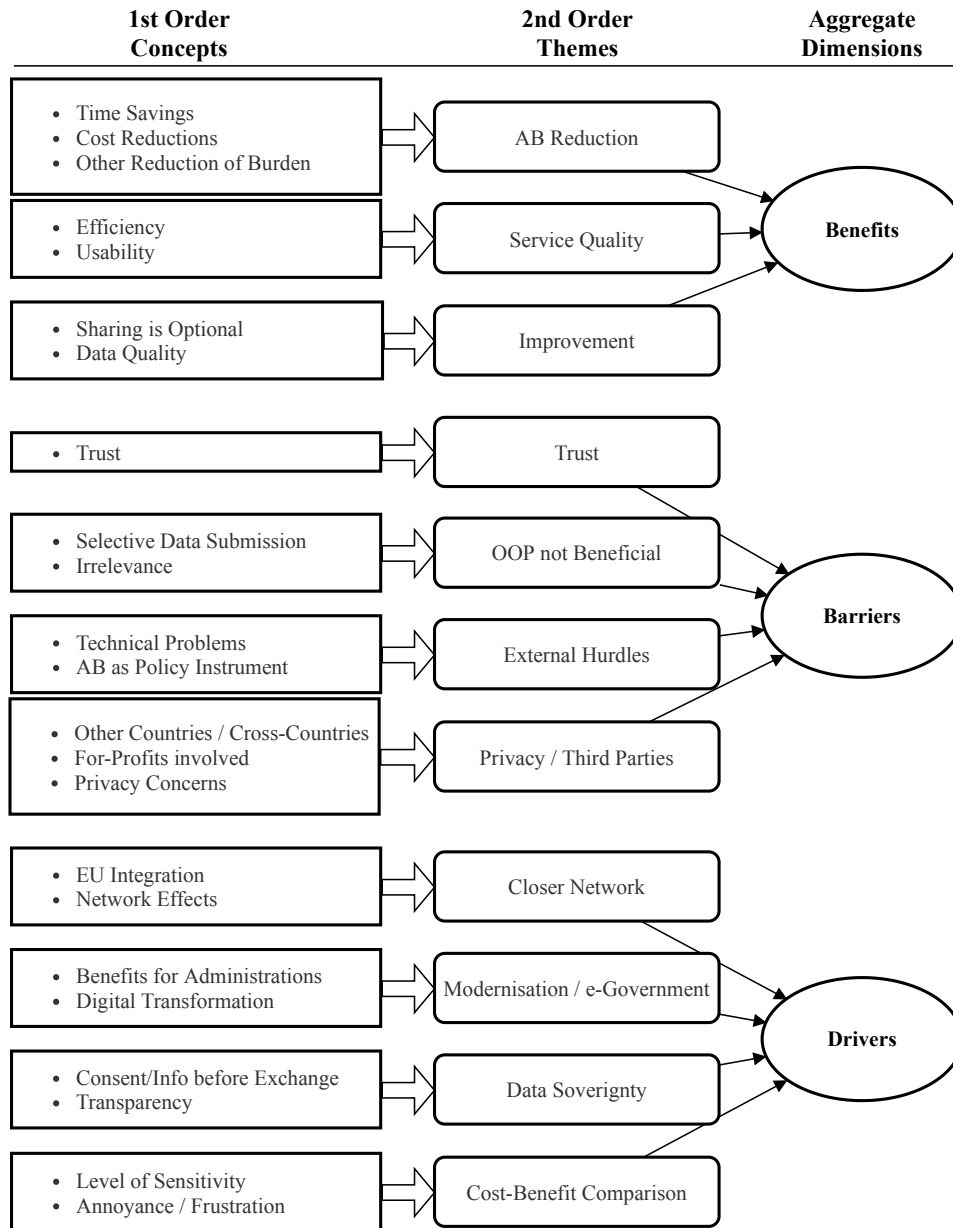 1st Order
Concepts
2nd Order
Themes
Aggregate
Dimensions
• Time Savings
• Cost Reductions
• Other Reduction of Burden
AB Reduction
• Efficiency
• Usability
Service Quality
Benefits
• Sharing is Optional
• Data Quality
Improvement
• Trust
Trust
• Selective Data Submission
• Irrelevance
OOP not Beneficial
Barriers
• Technical Problems
• AB as Policy Instrument
External Hurdles
• Other Countries / Cross-Countries
• For-Profits involved
• Privacy Concerns
Privacy / Third Parties
• EU Integration
• Network Effects
Closer Network
• Benefits for Administrations
• Digital Transformation
Modernisation / e-Government
Drivers
• Consent/Info before Exchange
• Transparency
Data Soverignty
• Level of Sensitivity
• Annoyance / Frustration
Cost-Benefit Comparison